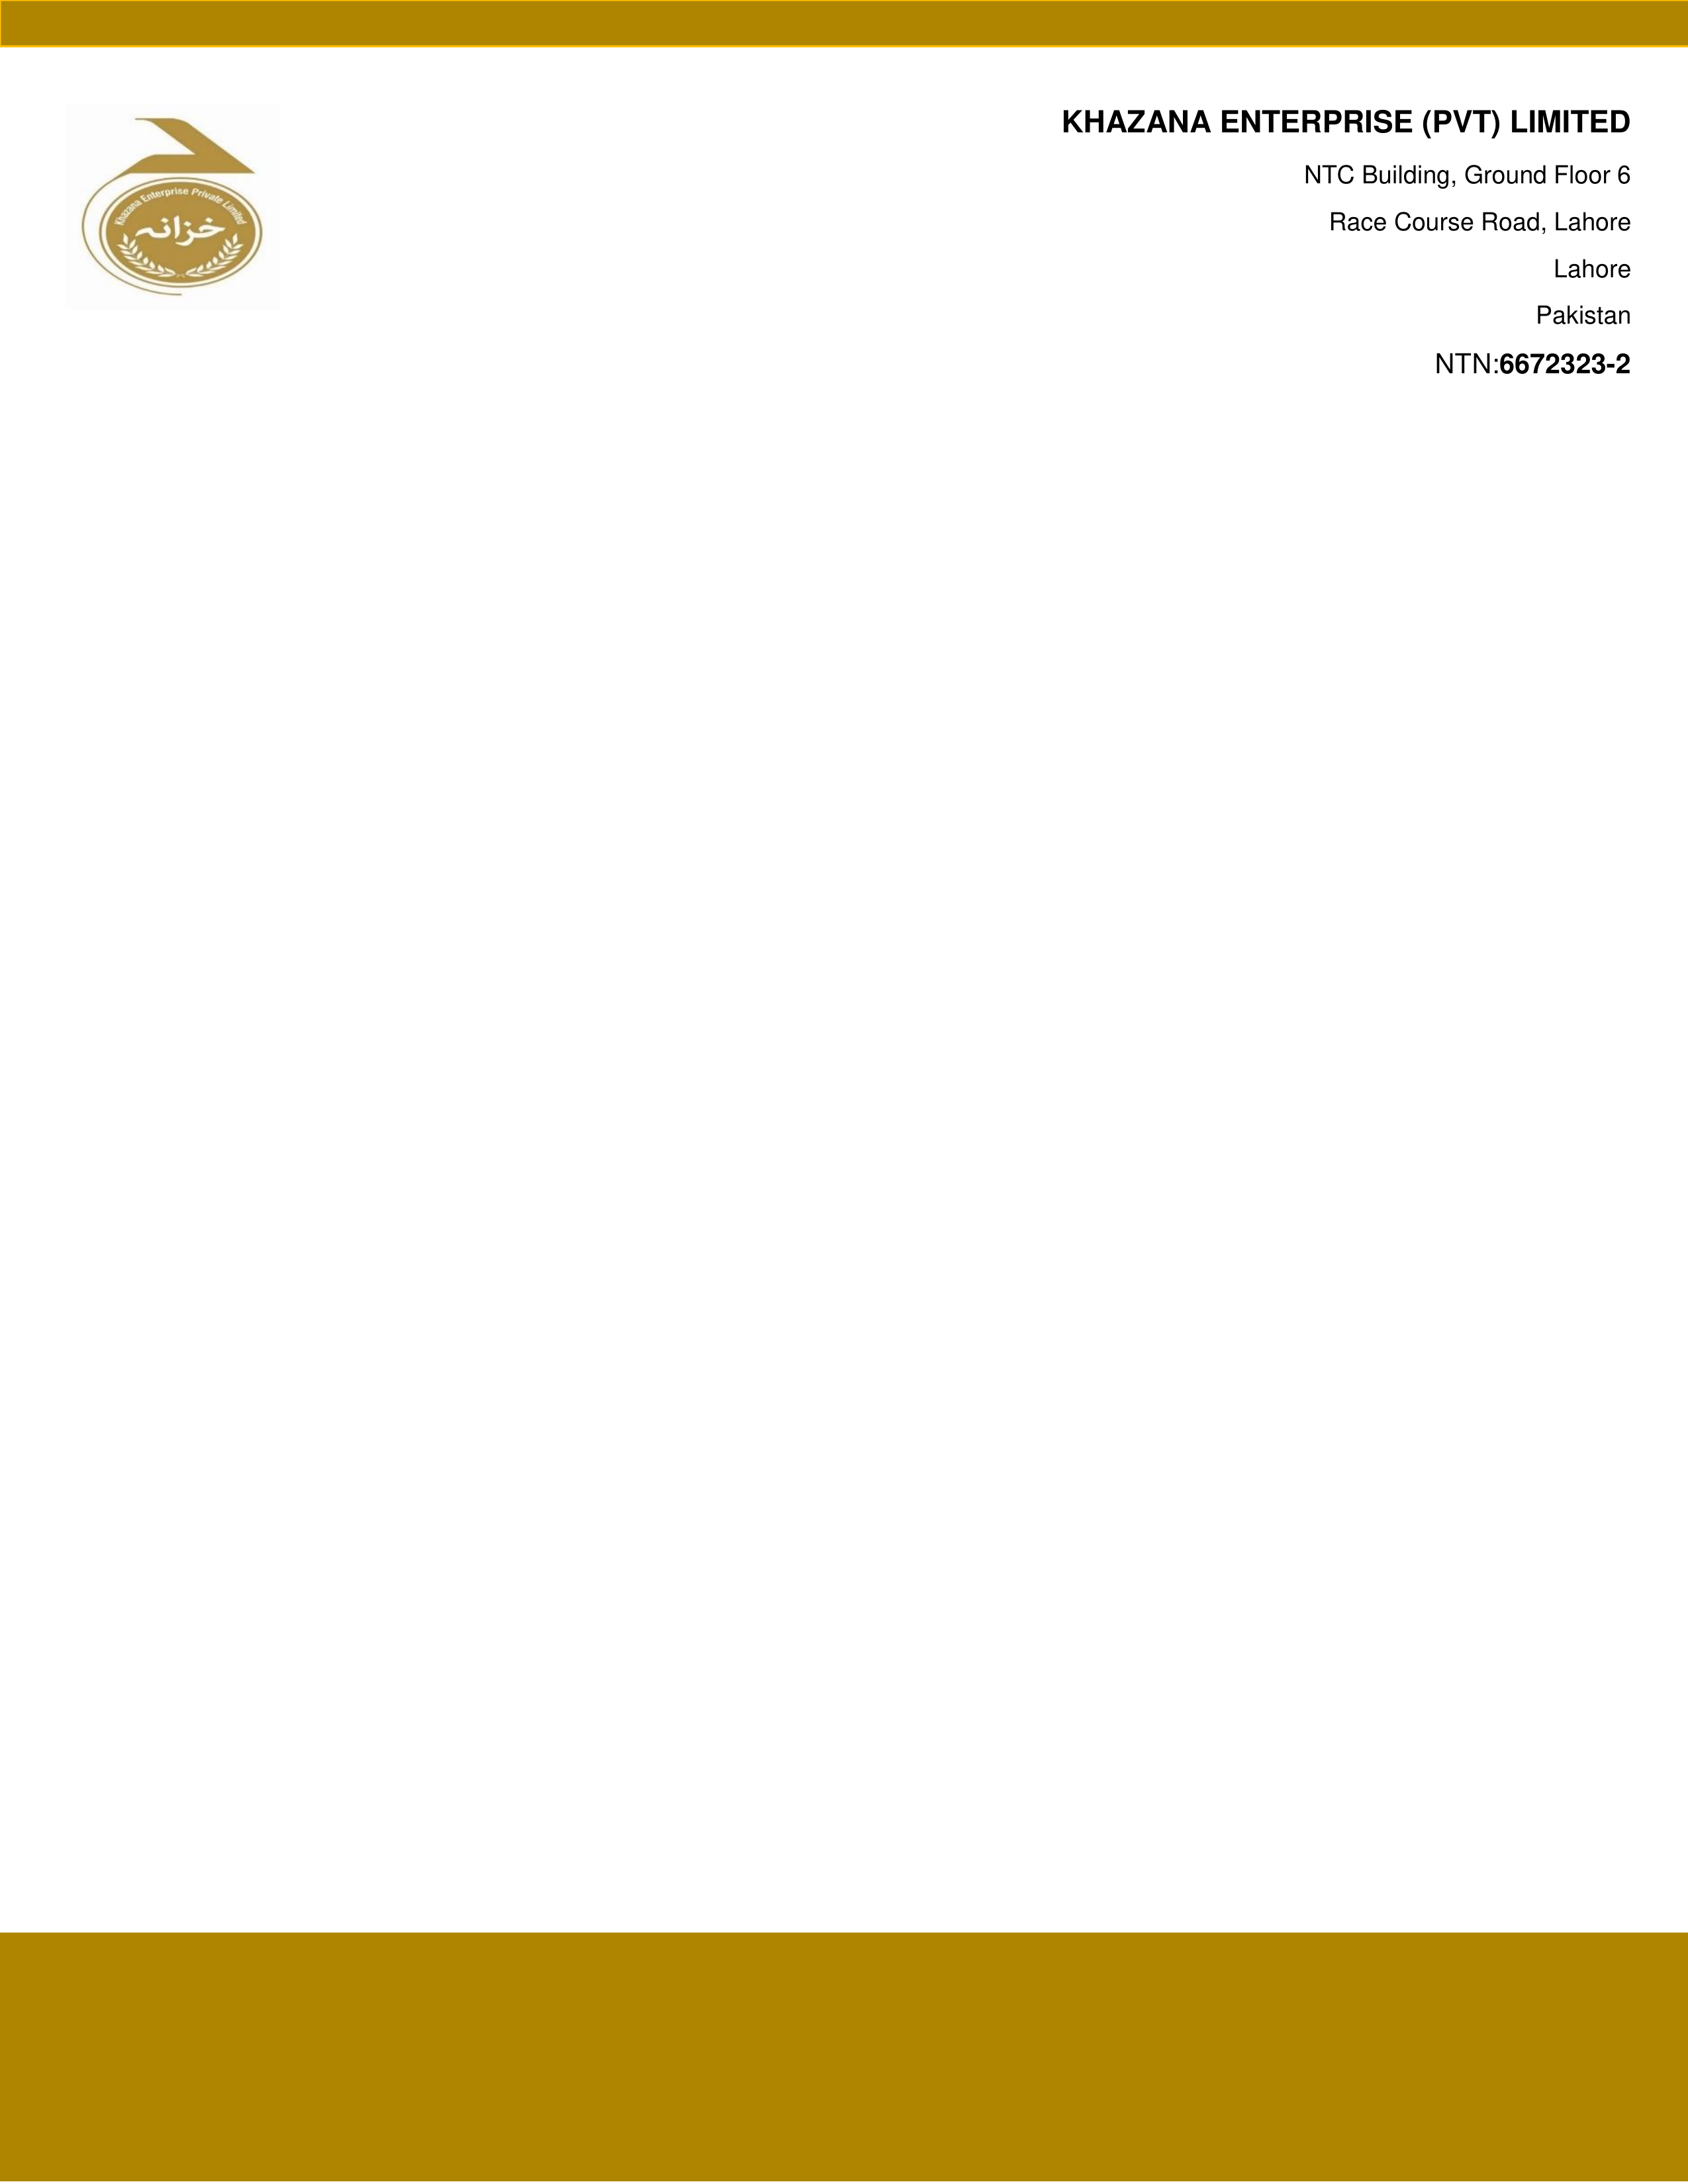 Khazana Enterprise Private Limited
خزانہ
KHAZANA ENTERPRISE (PVT) LIMITED
NTC Building, Ground Floor 6
Race Course Road, Lahore
Lahore
Pakistan
NTN:6672323-2